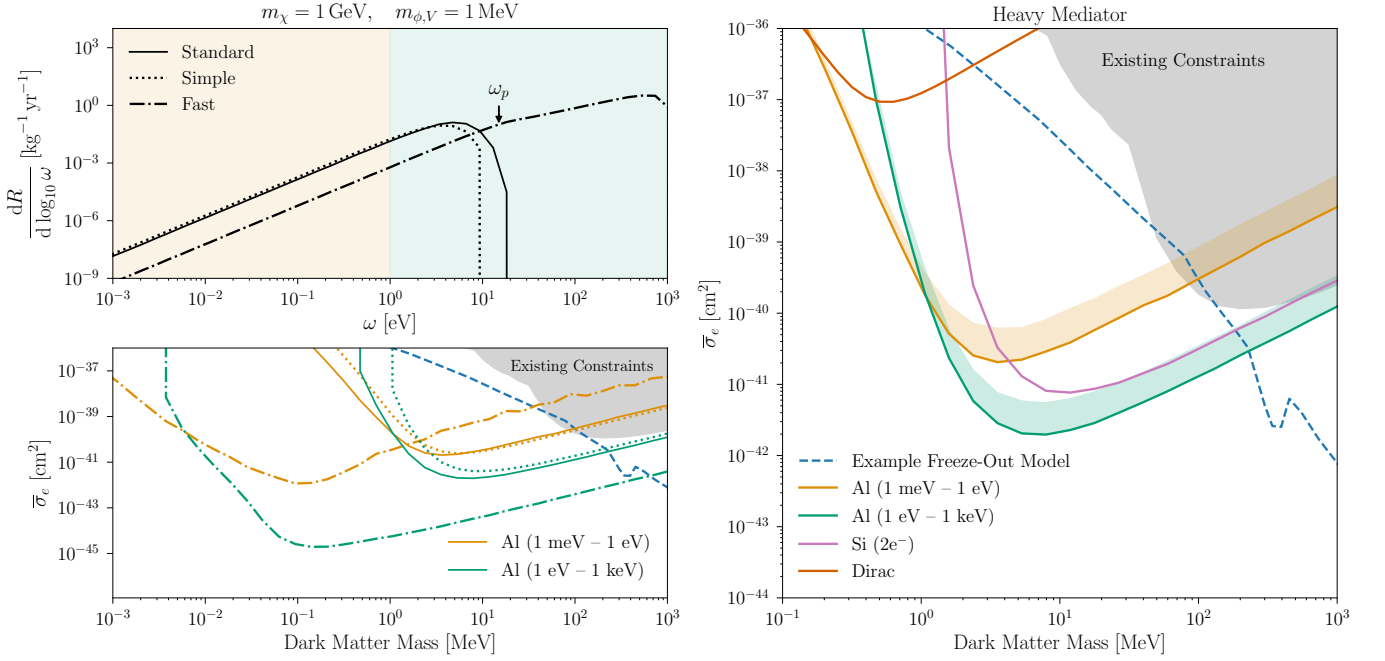 m_χ = 1 GeV,    m_{ϕ,V} = 1 MeV
dR / d log₁₀ ω [kg⁻¹ yr⁻¹]
10³
10⁰
10⁻³
10⁻⁶
10⁻⁹
Standard
Simple
Fast
ω_p
10⁻³ 10⁻² 10⁻¹ 10⁰ 10¹ 10² 10³
ω [eV]
σ̅_e [cm²]
10⁻³⁷
10⁻³⁹
10⁻⁴¹
10⁻⁴³
10⁻⁴⁵
Existing Constraints
Al (1 meV – 1 eV)
Al (1 eV – 1 keV)
10⁻³ 10⁻² 10⁻¹ 10⁰ 10¹ 10² 10³
Dark Matter Mass [MeV]
Heavy Mediator
σ̅_e [cm²]
10⁻³⁶
10⁻³⁷
10⁻³⁸
10⁻³⁹
10⁻⁴⁰
10⁻⁴¹
10⁻⁴²
10⁻⁴³
10⁻⁴⁴
Existing Constraints
Example Freeze-Out Model
Al (1 meV – 1 eV)
Al (1 eV – 1 keV)
Si (2e⁻)
Dirac
10⁻¹ 10⁰ 10¹ 10² 10³
Dark Matter Mass [MeV]